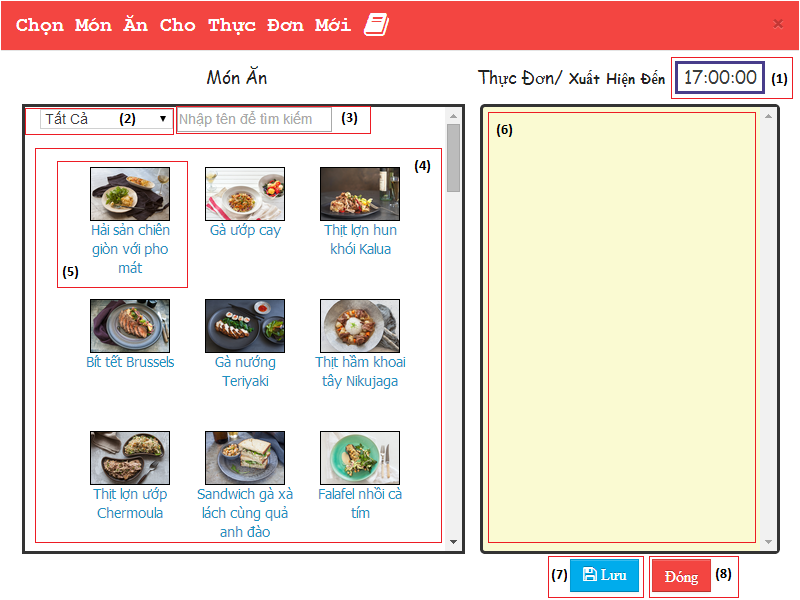 Chọn Món Ăn Cho Thực Đơn Mới ×
Món Ăn
Thực Đơn/ Xuất Hiện Đến 17:00:00 (1)
Tất Cả (2)
Nhập tên để tìm kiếm (3)
(4)
Hải sản chiên
giòn với pho
mát
(5)
Gà ướp cay
Thịt lợn hun
khói Kalua
Bít tết Brussels
Gà nướng
Teriyaki
Thịt hầm khoai
tây Nikujaga
Thịt lợn ướp
Chermoula
Sandwich gà xà
lách cùng quả
anh đào
Falafel nhồi cà
tím
(6)
(7) Lưu
Đóng (8)